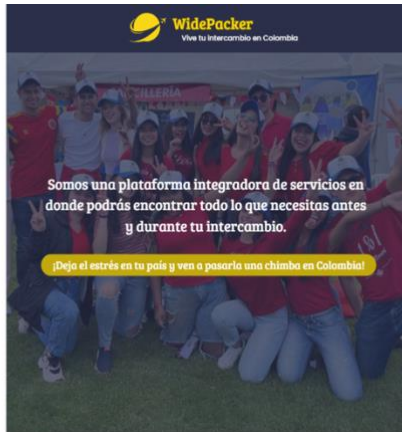 WidePacker
Vive tu Intercambio en Colombia
CILLERÍA
Somos una plataforma integradora de servicios en
donde podrás encontrar todo lo que necesitas antes
y durante tu intercambio.
¡Deja el estrés en tu país y ven a pasarla una chimba en Colombia!